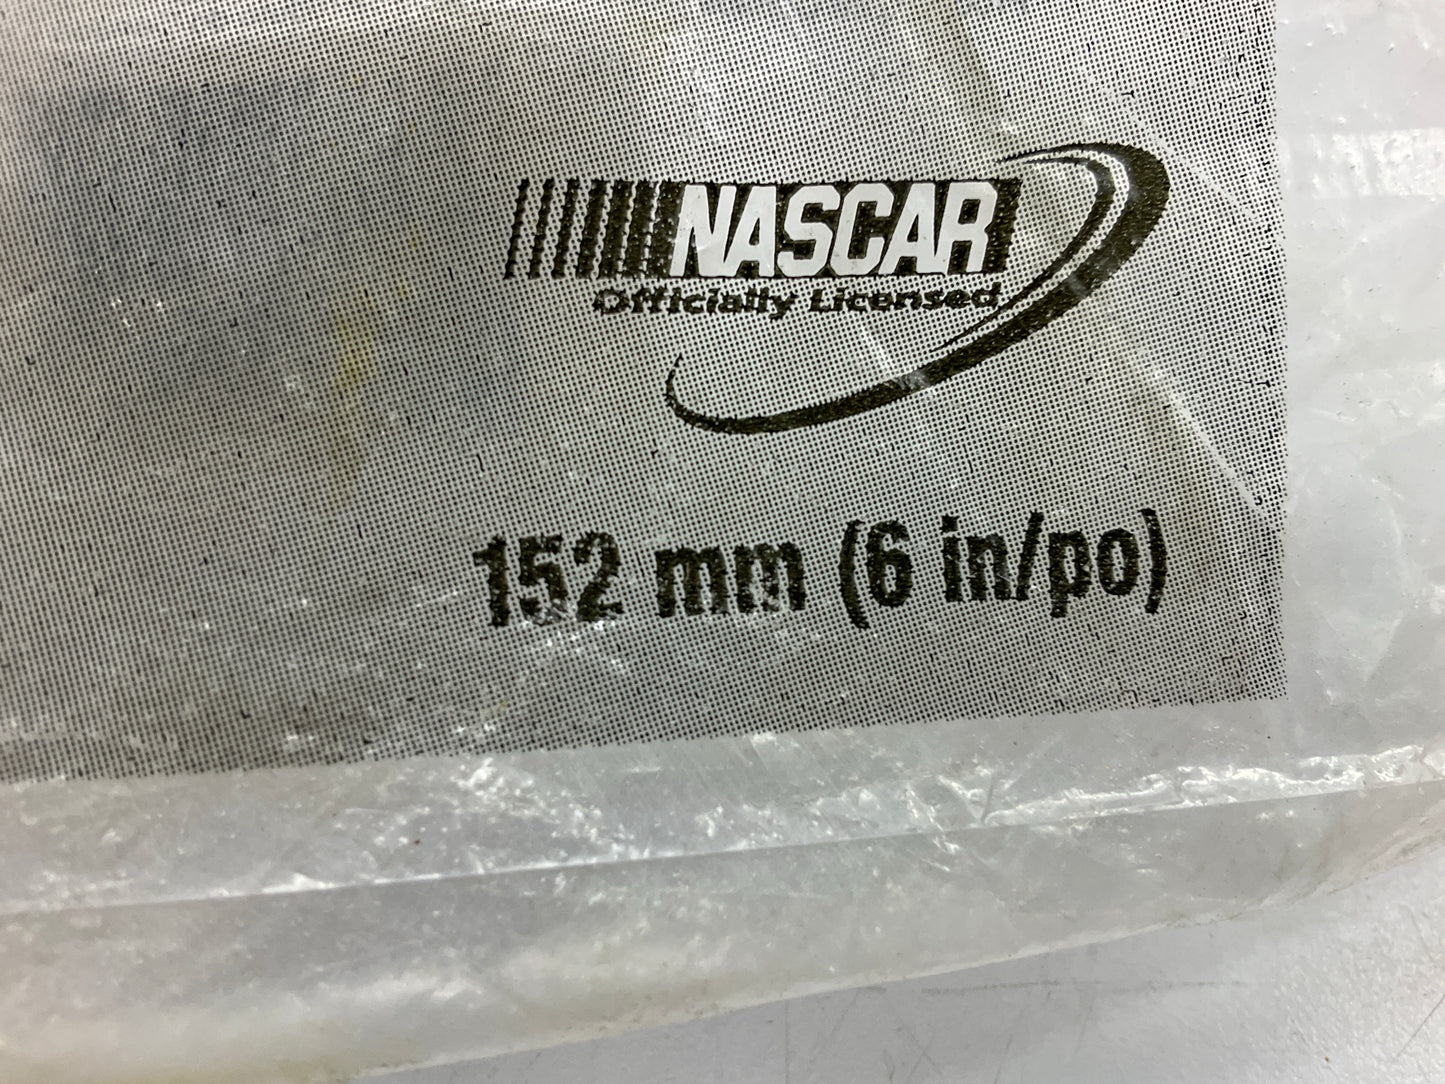 NASCAR
Officially Licensed
152 mm (6 in/po)